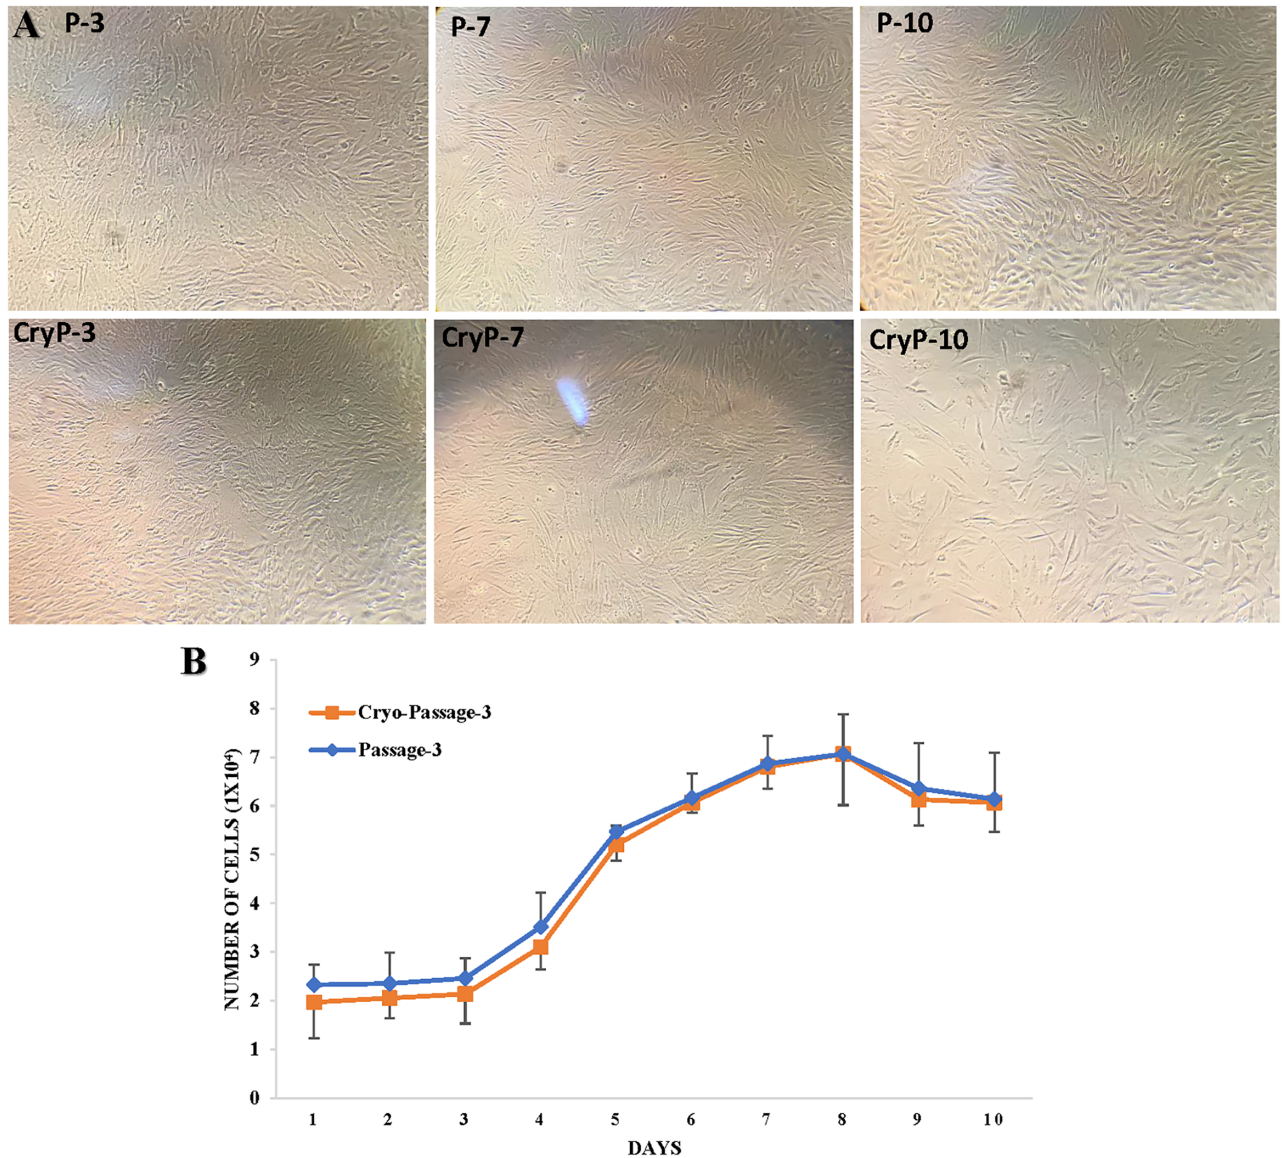 A
P-3
P-7
P-10
CryP-3
CryP-7
CryP-10
B
9
8
7
6
5
4
3
2
1
0
NUMBER OF CELLS (1X10⁴)
Cryo-Passage-3
Passage-3
1 2 3 4 5 6 7 8 9 10
DAYS